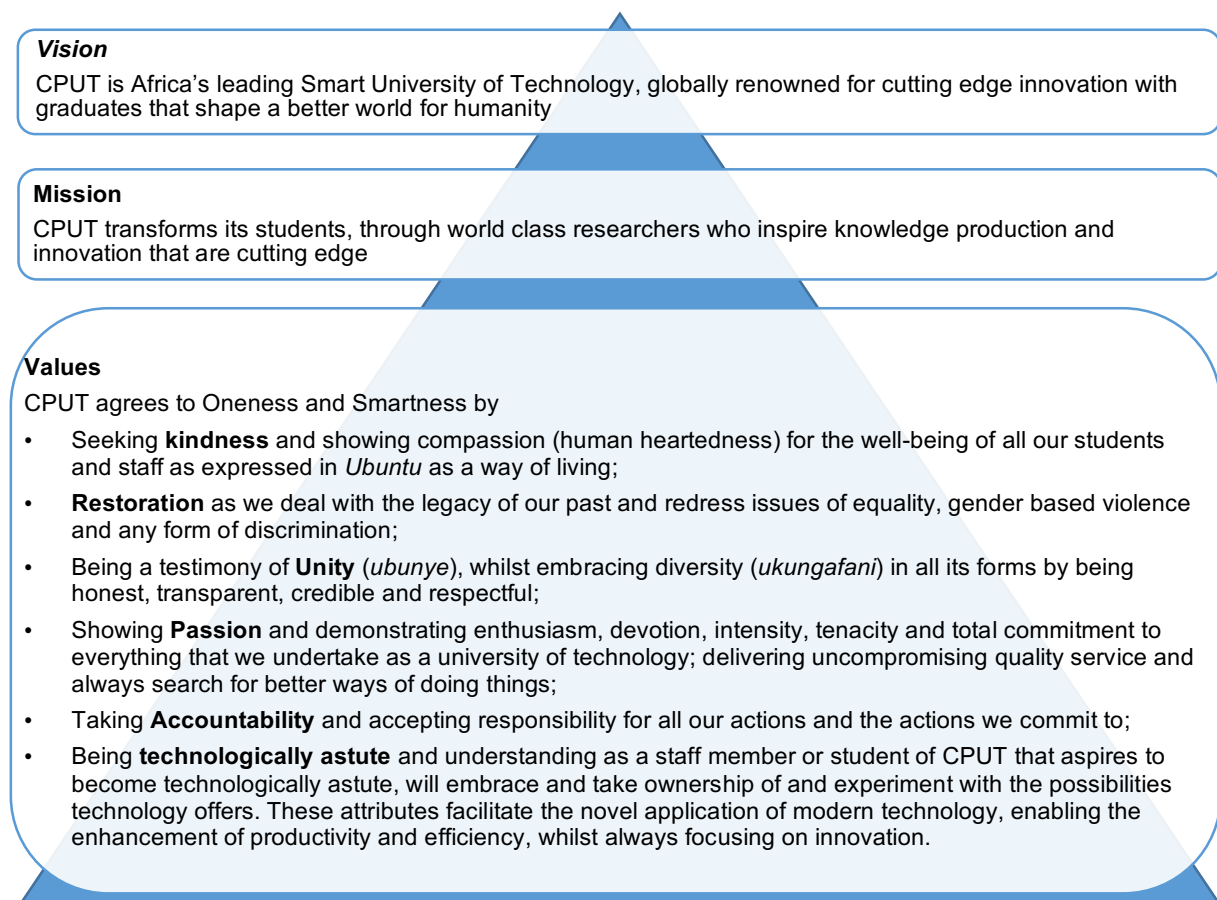 Vision
CPUT is Africa’s leading Smart University of Technology, globally renowned for cutting edge innovation with
graduates that shape a better world for humanity
Mission
CPUT transforms its students, through world class researchers who inspire knowledge production and
innovation that are cutting edge
Values
CPUT agrees to Oneness and Smartness by
• Seeking kindness and showing compassion (human heartedness) for the well-being of all our students
and staff as expressed in Ubuntu as a way of living;
• Restoration as we deal with the legacy of our past and redress issues of equality, gender based violence
and any form of discrimination;
• Being a testimony of Unity (ubunye), whilst embracing diversity (ukungafani) in all its forms by being
honest, transparent, credible and respectful;
• Showing Passion and demonstrating enthusiasm, devotion, intensity, tenacity and total commitment to
everything that we undertake as a university of technology; delivering uncompromising quality service and
always search for better ways of doing things;
• Taking Accountability and accepting responsibility for all our actions and the actions we commit to;
• Being technologically astute and understanding as a staff member or student of CPUT that aspires to
become technologically astute, will embrace and take ownership of and experiment with the possibilities
technology offers. These attributes facilitate the novel application of modern technology, enabling the
enhancement of productivity and efficiency, whilst always focusing on innovation.